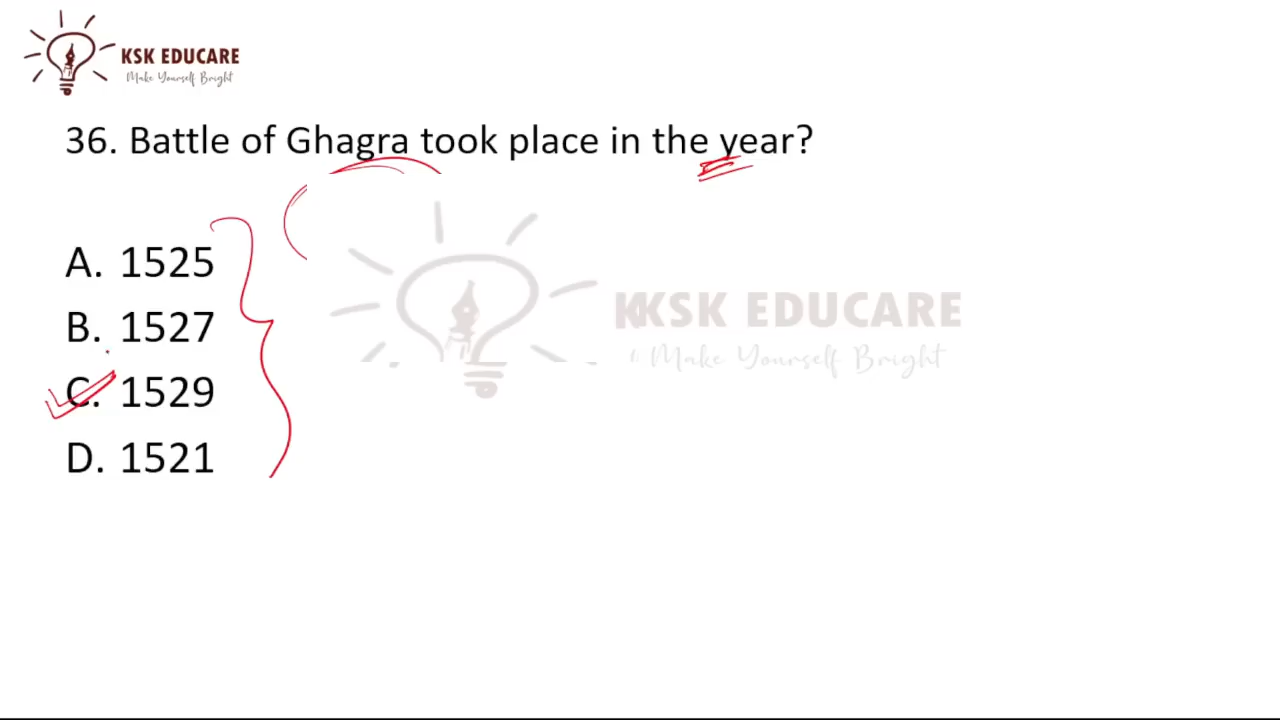 KSK EDUCARE
Make Yourself Bright
36. Battle of Ghagra took place in the year?
A. 1525
B. 1527
C. 1529
D. 1521
KSK EDUCARE
Make Yourself Bright